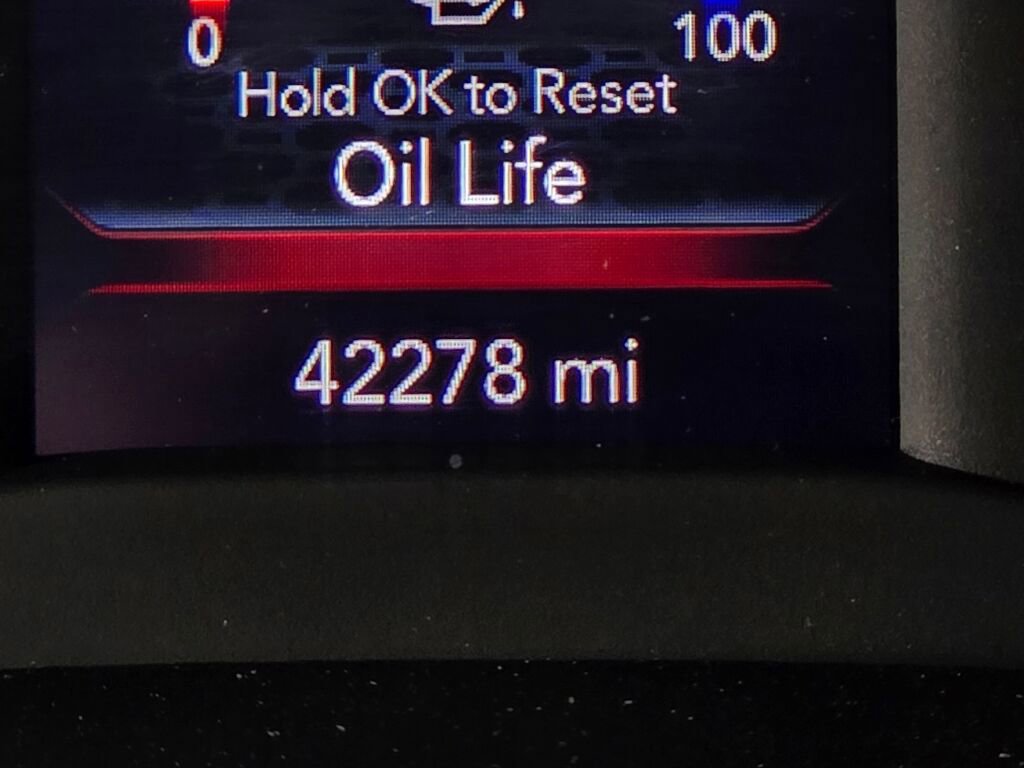 0 100
Hold OK to Reset
Oil Life
42278 mi